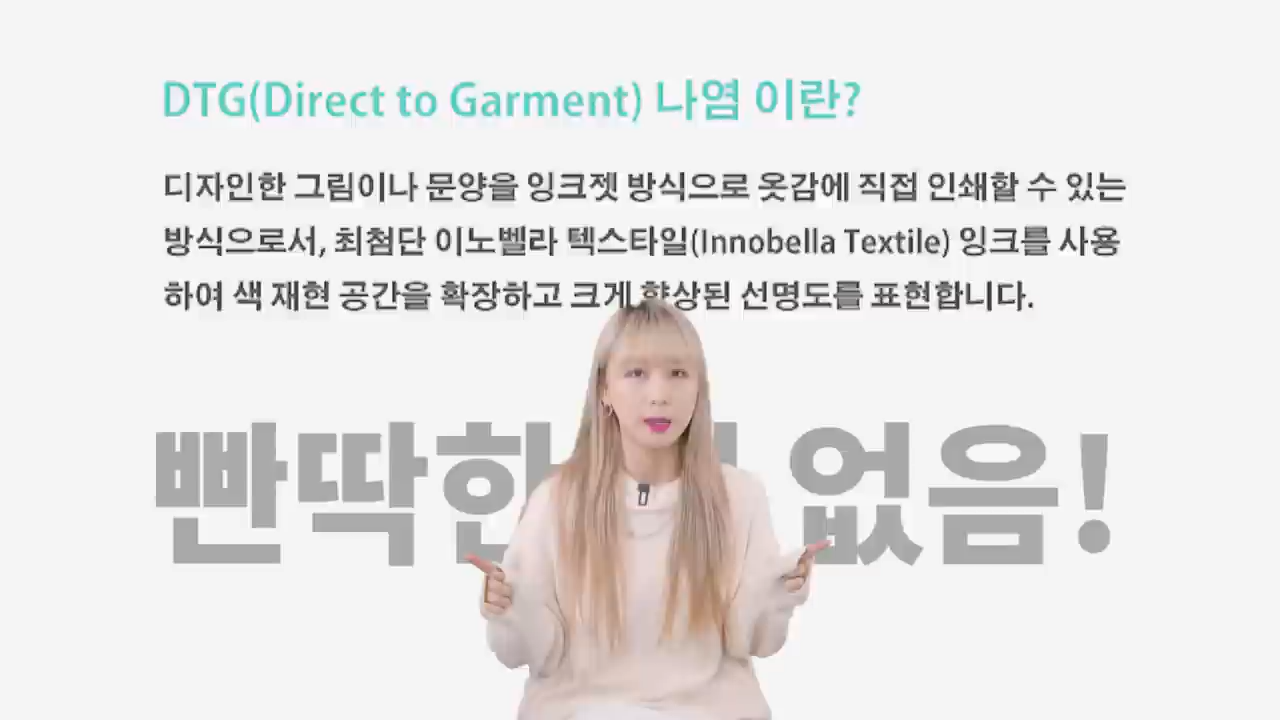 DTG(Direct to Garment) 나염 이란?
디자인한 그림이나 문양을 잉크젯 방식으로 옷감에 직접 인쇄할 수 있는
방식으로서, 최첨단 이노벨라 텍스타일(Innobella Textile) 잉크를 사용
하여 색 재현 공간을 확장하고 크게 향상된 선명도를 표현합니다.
빤딱한 없음!